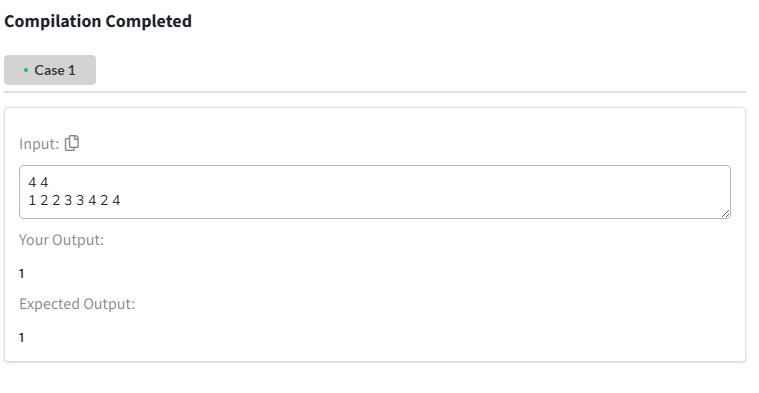 Compilation Completed
Case 1
Input:
4 4
1 2 2 3 3 4 2 4
Your Output:
1
Expected Output:
1